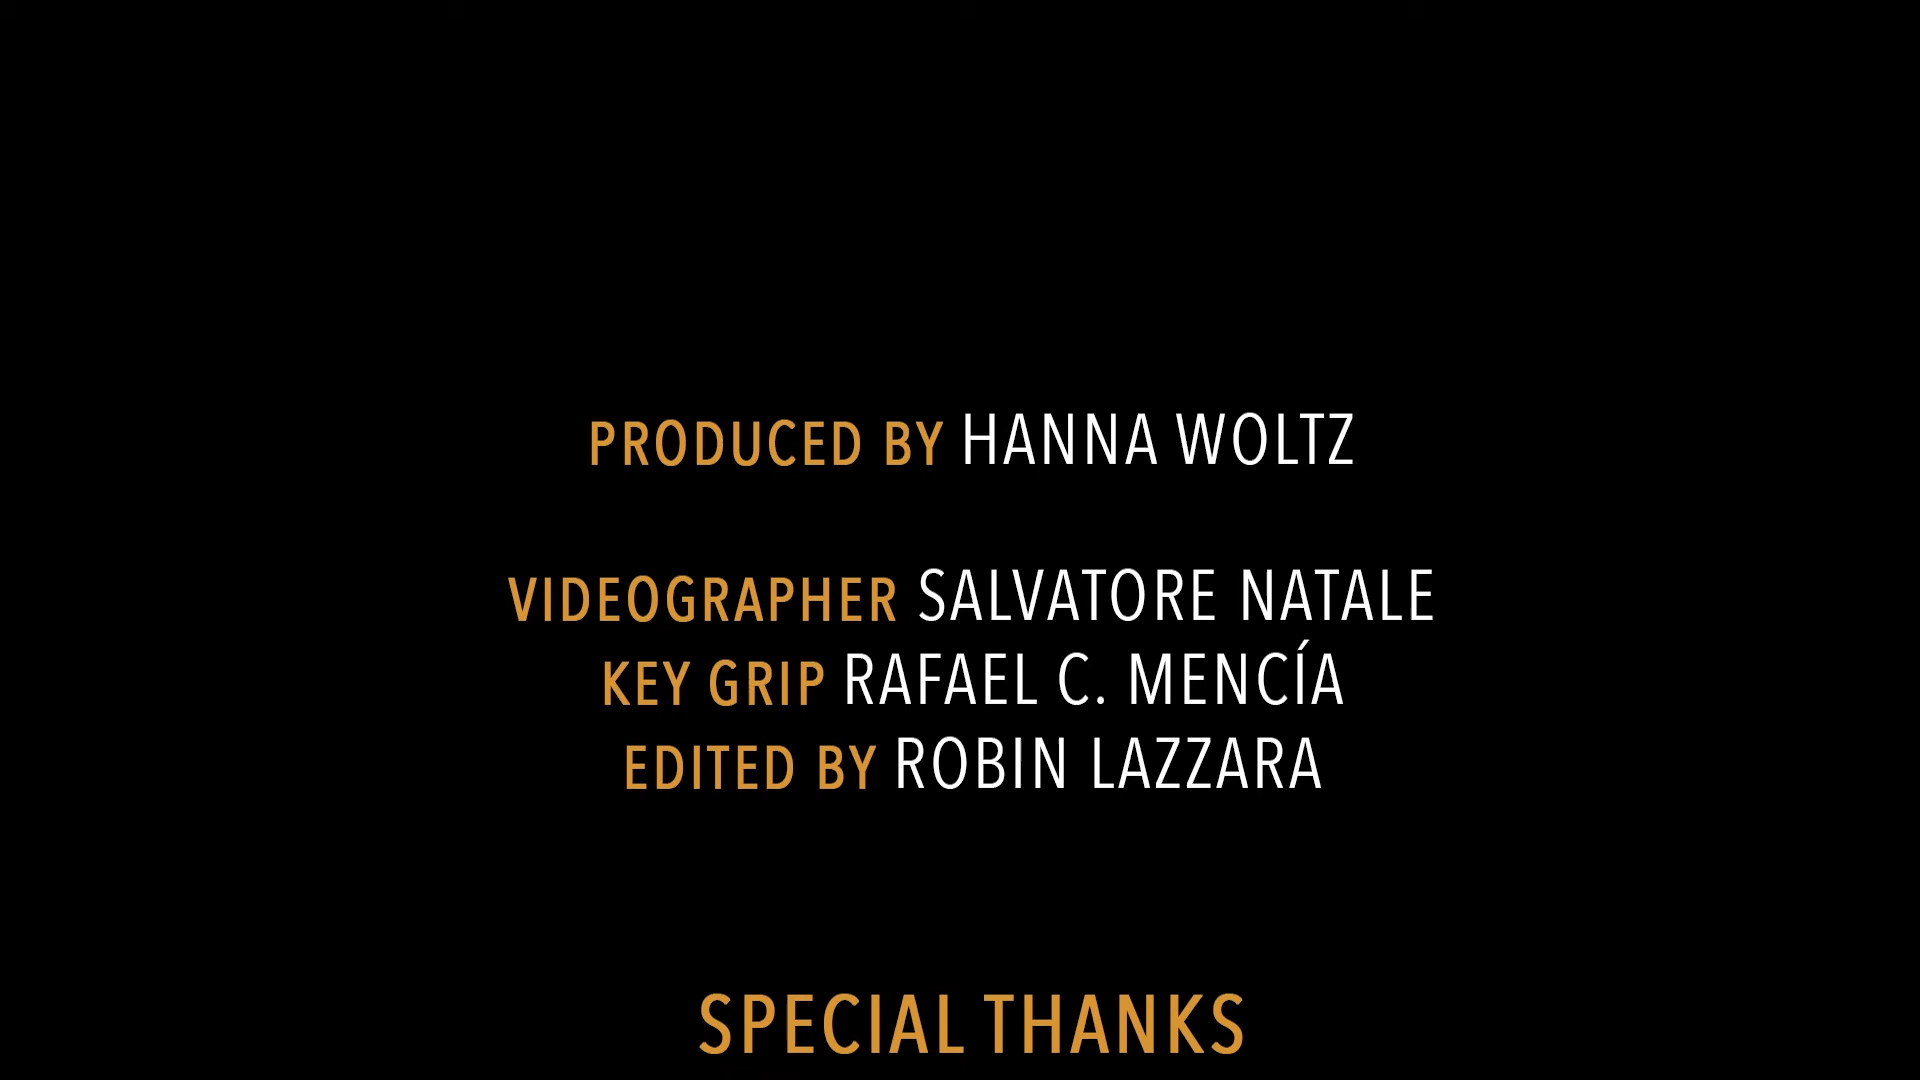 PRODUCED BY HANNA WOLTZ
VIDEOGRAPHER SALVATORE NATALE
KEY GRIP RAFAEL C. MENCÍA
EDITED BY ROBIN LAZZARA
SPECIAL THANKS